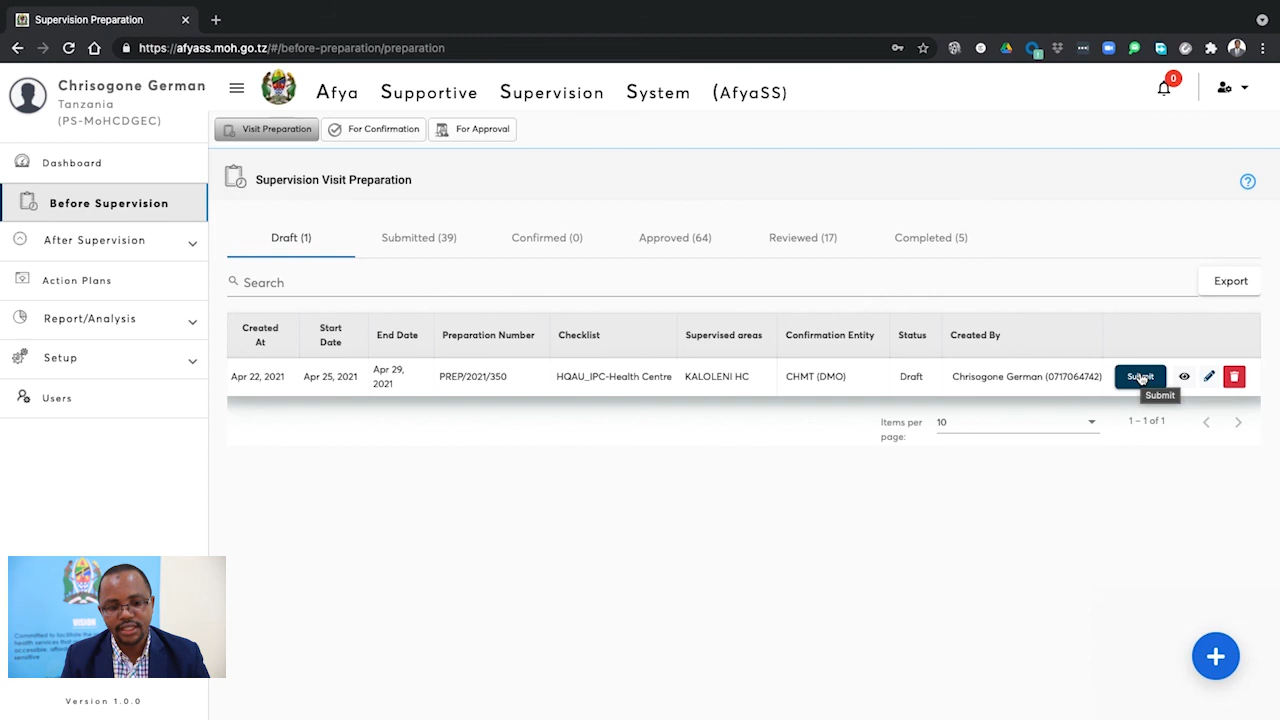 Supervision Preparation
https://afyass.moh.go.tz/#/before-preparation/preparation
Chrisogone German
Tanzania
(PS-MoHCDGEC)
Afya Supportive Supervision System (AfyaSS)
0
Visit Preparation
For Confirmation
For Approval
Dashboard
Before Supervision
After Supervision
Action Plans
Report/Analysis
Setup
Users
Supervision Visit Preparation
Draft (1)
Submitted (39)
Confirmed (0)
Approved (64)
Reviewed (17)
Completed (5)
Search
Export
Created At
Start Date
End Date
Preparation Number
Checklist
Supervised areas
Confirmation Entity
Status
Created By
Apr 22, 2021
Apr 25, 2021
Apr 29, 2021
PREP/2021/350
HQAU_IPC-Health Centre
KALOLENI HC
CHMT (DMO)
Draft
Chrisogone German (0717064742)
Submit
Submit
Items per page:
10
1 – 1 of 1
VISION
Committed to facilitate the
Version 1.0.0